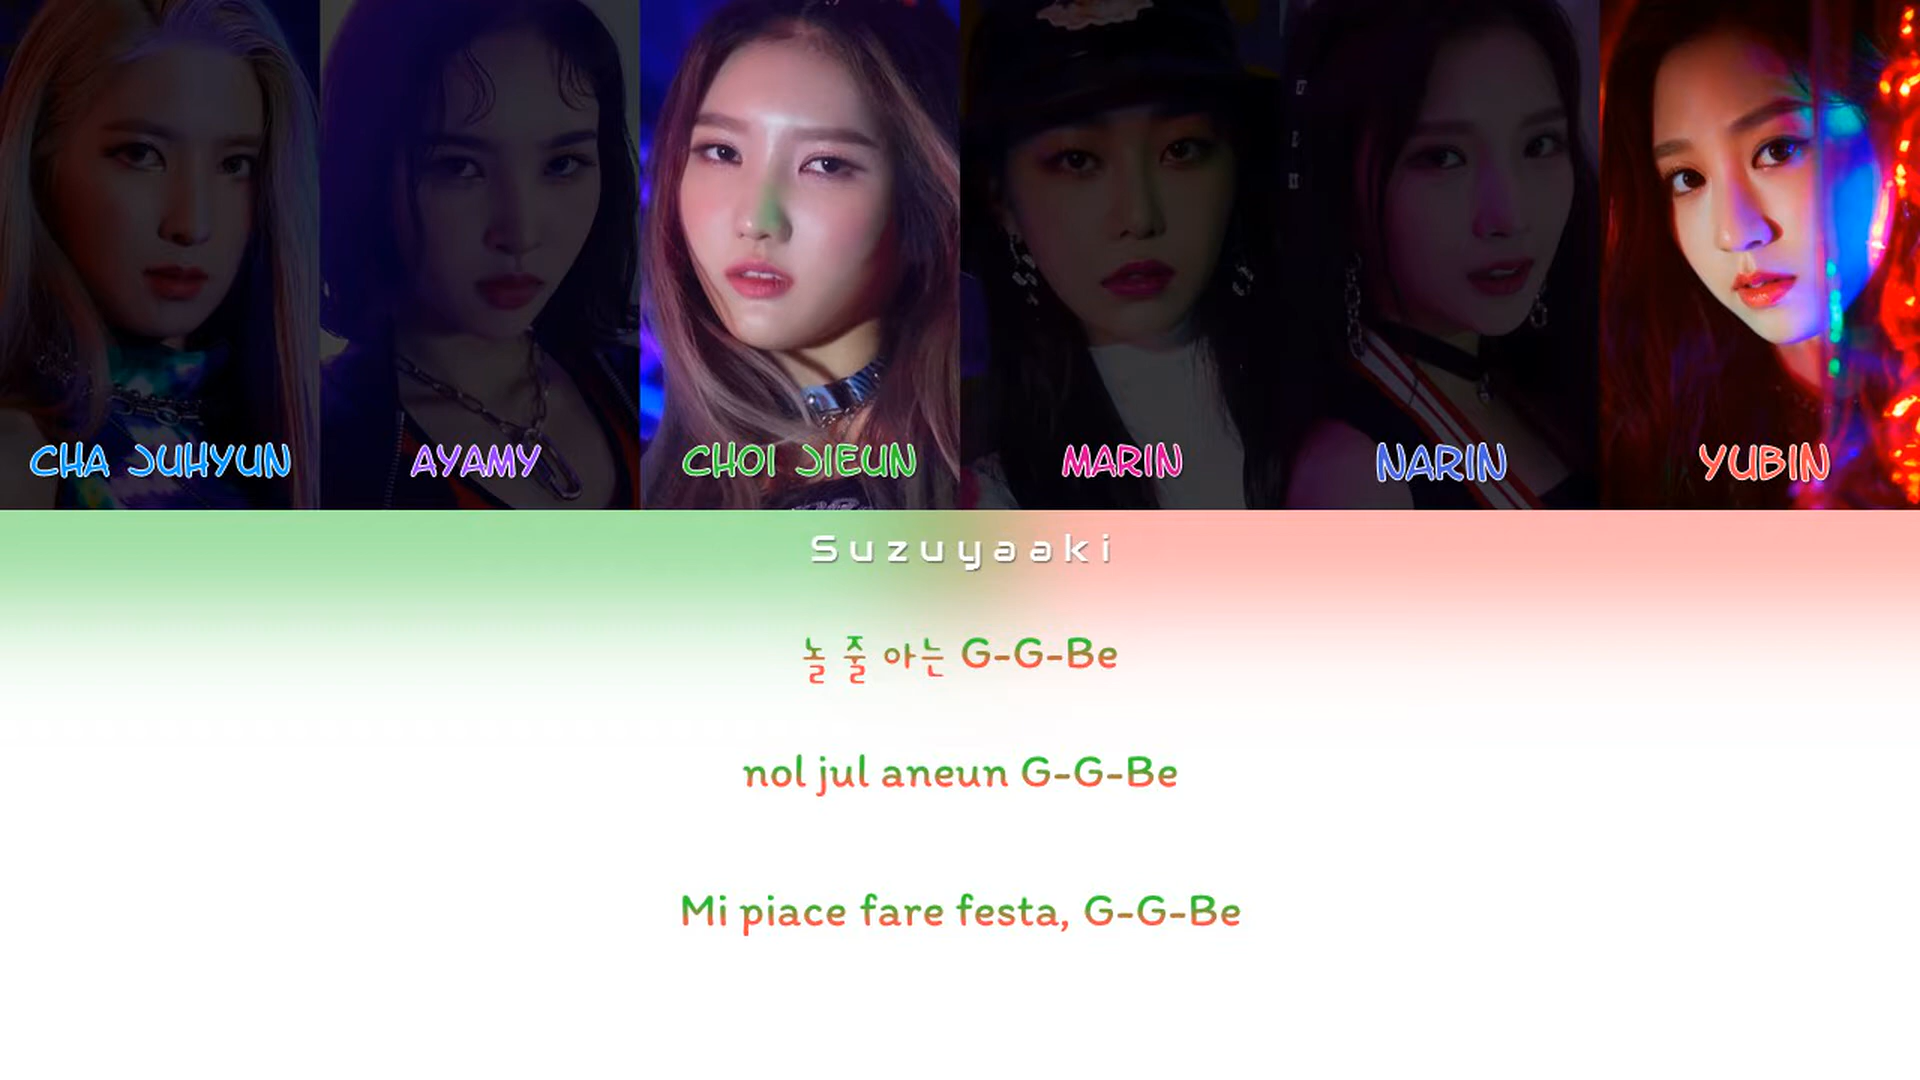 CHA JUHYUN AYAMY CHOI JIEUN MARIN NARIN YUBIN
Suzuyaaki
놀 줄 아는 G-G-Be
nol jul aneun G-G-Be
Mi piace fare festa, G-G-Be